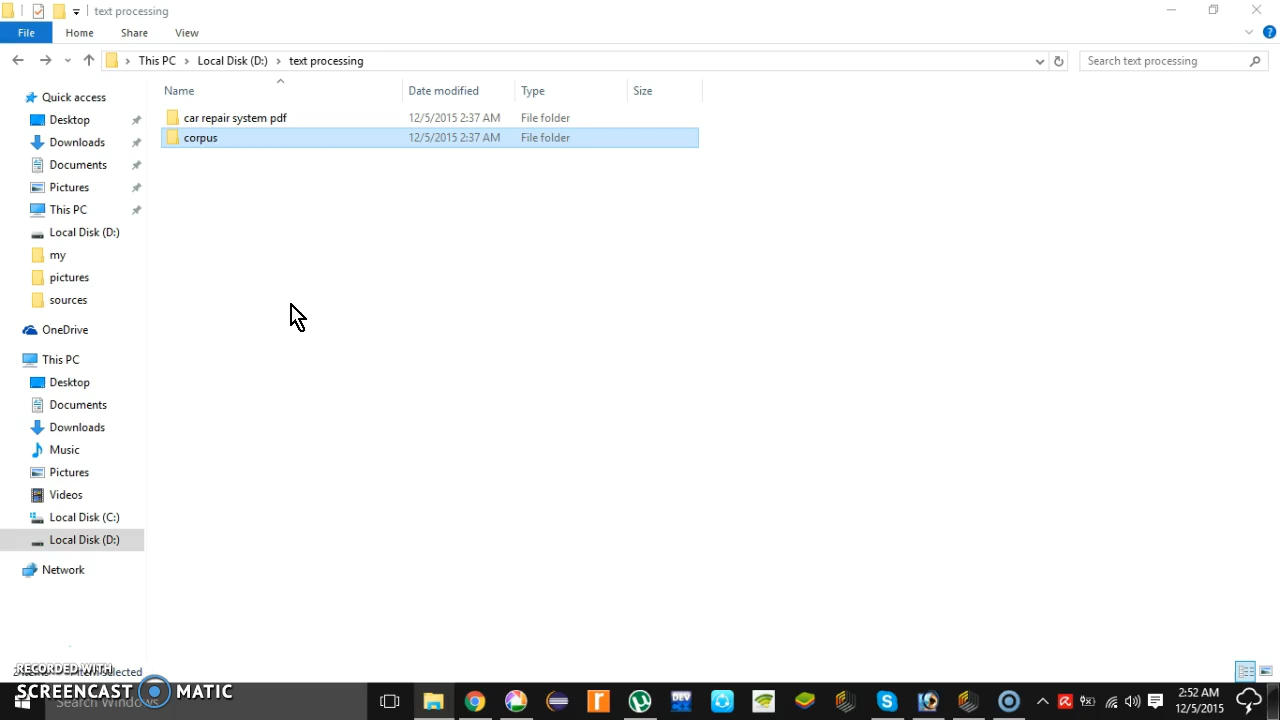 text processing
File Home Share View
This PC Local Disk (D:) text processing
Search text processing
Name Date modified Type Size
car repair system pdf 12/5/2015 2:37 AM File folder
corpus 12/5/2015 2:37 AM File folder
Quick access
Desktop
Downloads
Documents
Pictures
This PC
Local Disk (D:)
my
pictures
sources
OneDrive
This PC
Desktop
Documents
Downloads
Music
Pictures
Videos
Local Disk (C:)
Local Disk (D:)
Network
RECORDED WITH
selected
SCREENCAST MATIC
Search Windows
DEV
2:52 AM
12/5/2015